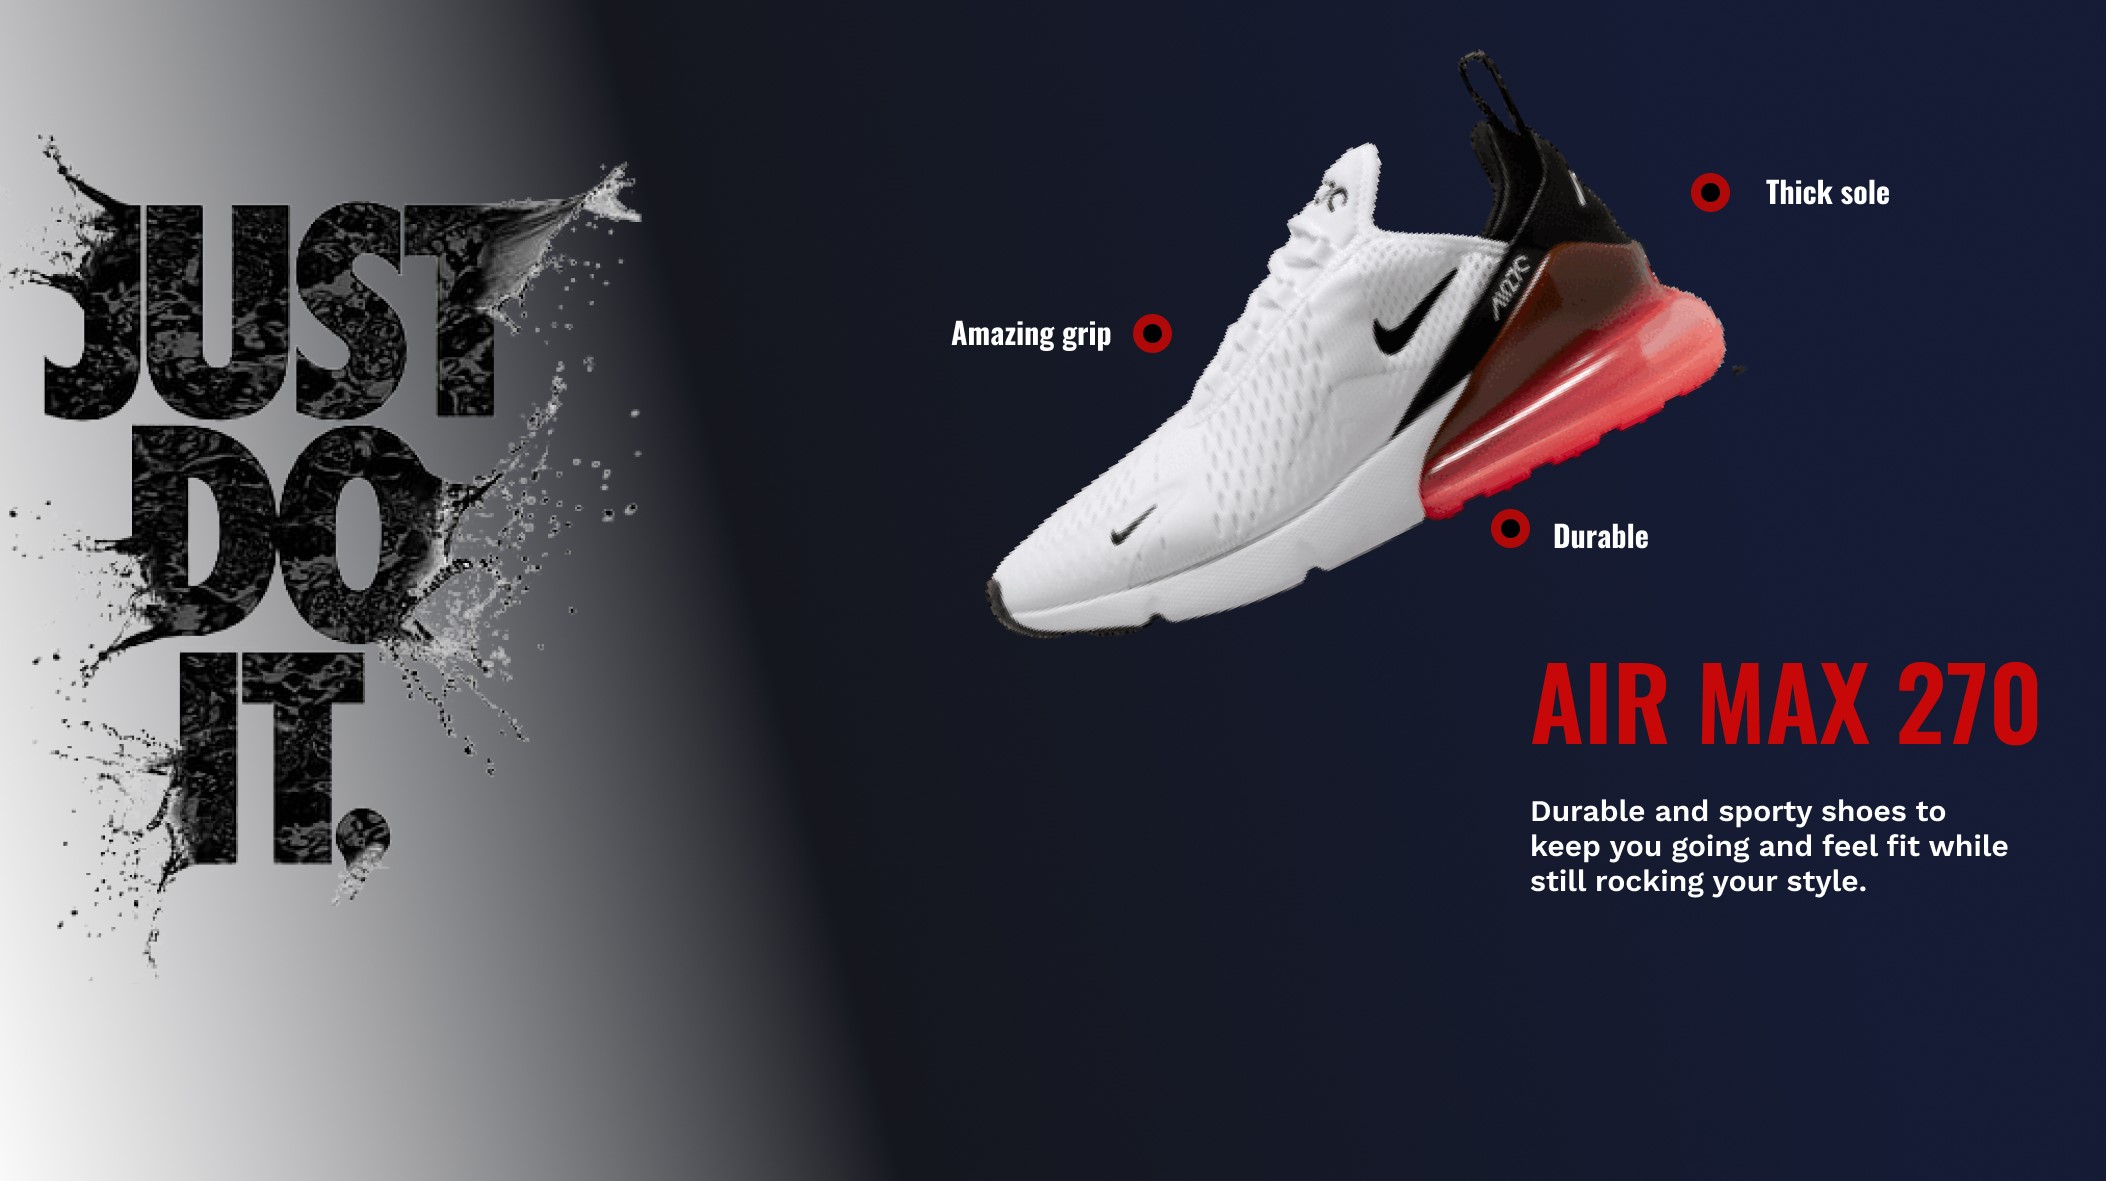 JUST
DO
IT,
Thick sole
Amazing grip
Durable
AIR MAX 270
Durable and sporty shoes to
keep you going and feel fit while
still rocking your style.